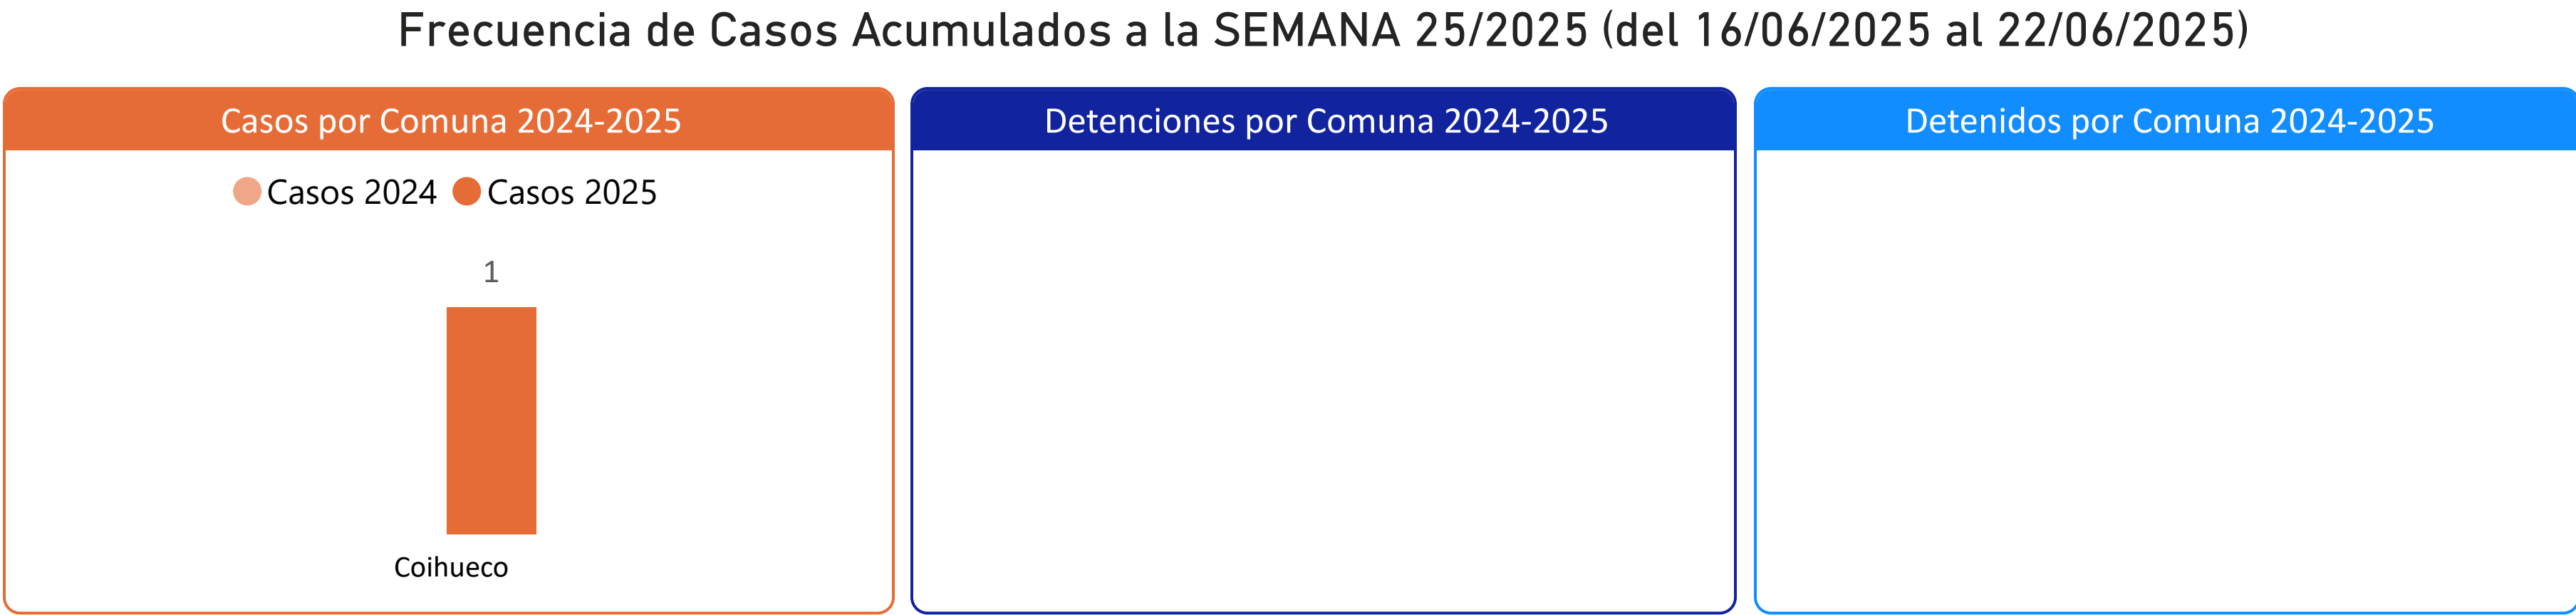 Frecuencia de Casos Acumulados a la SEMANA 25/2025 (del 16/06/2025 al 22/06/2025)
Casos por Comuna 2024-2025
Casos 2024 Casos 2025
1
Coihueco
Detenciones por Comuna 2024-2025
Detenidos por Comuna 2024-2025